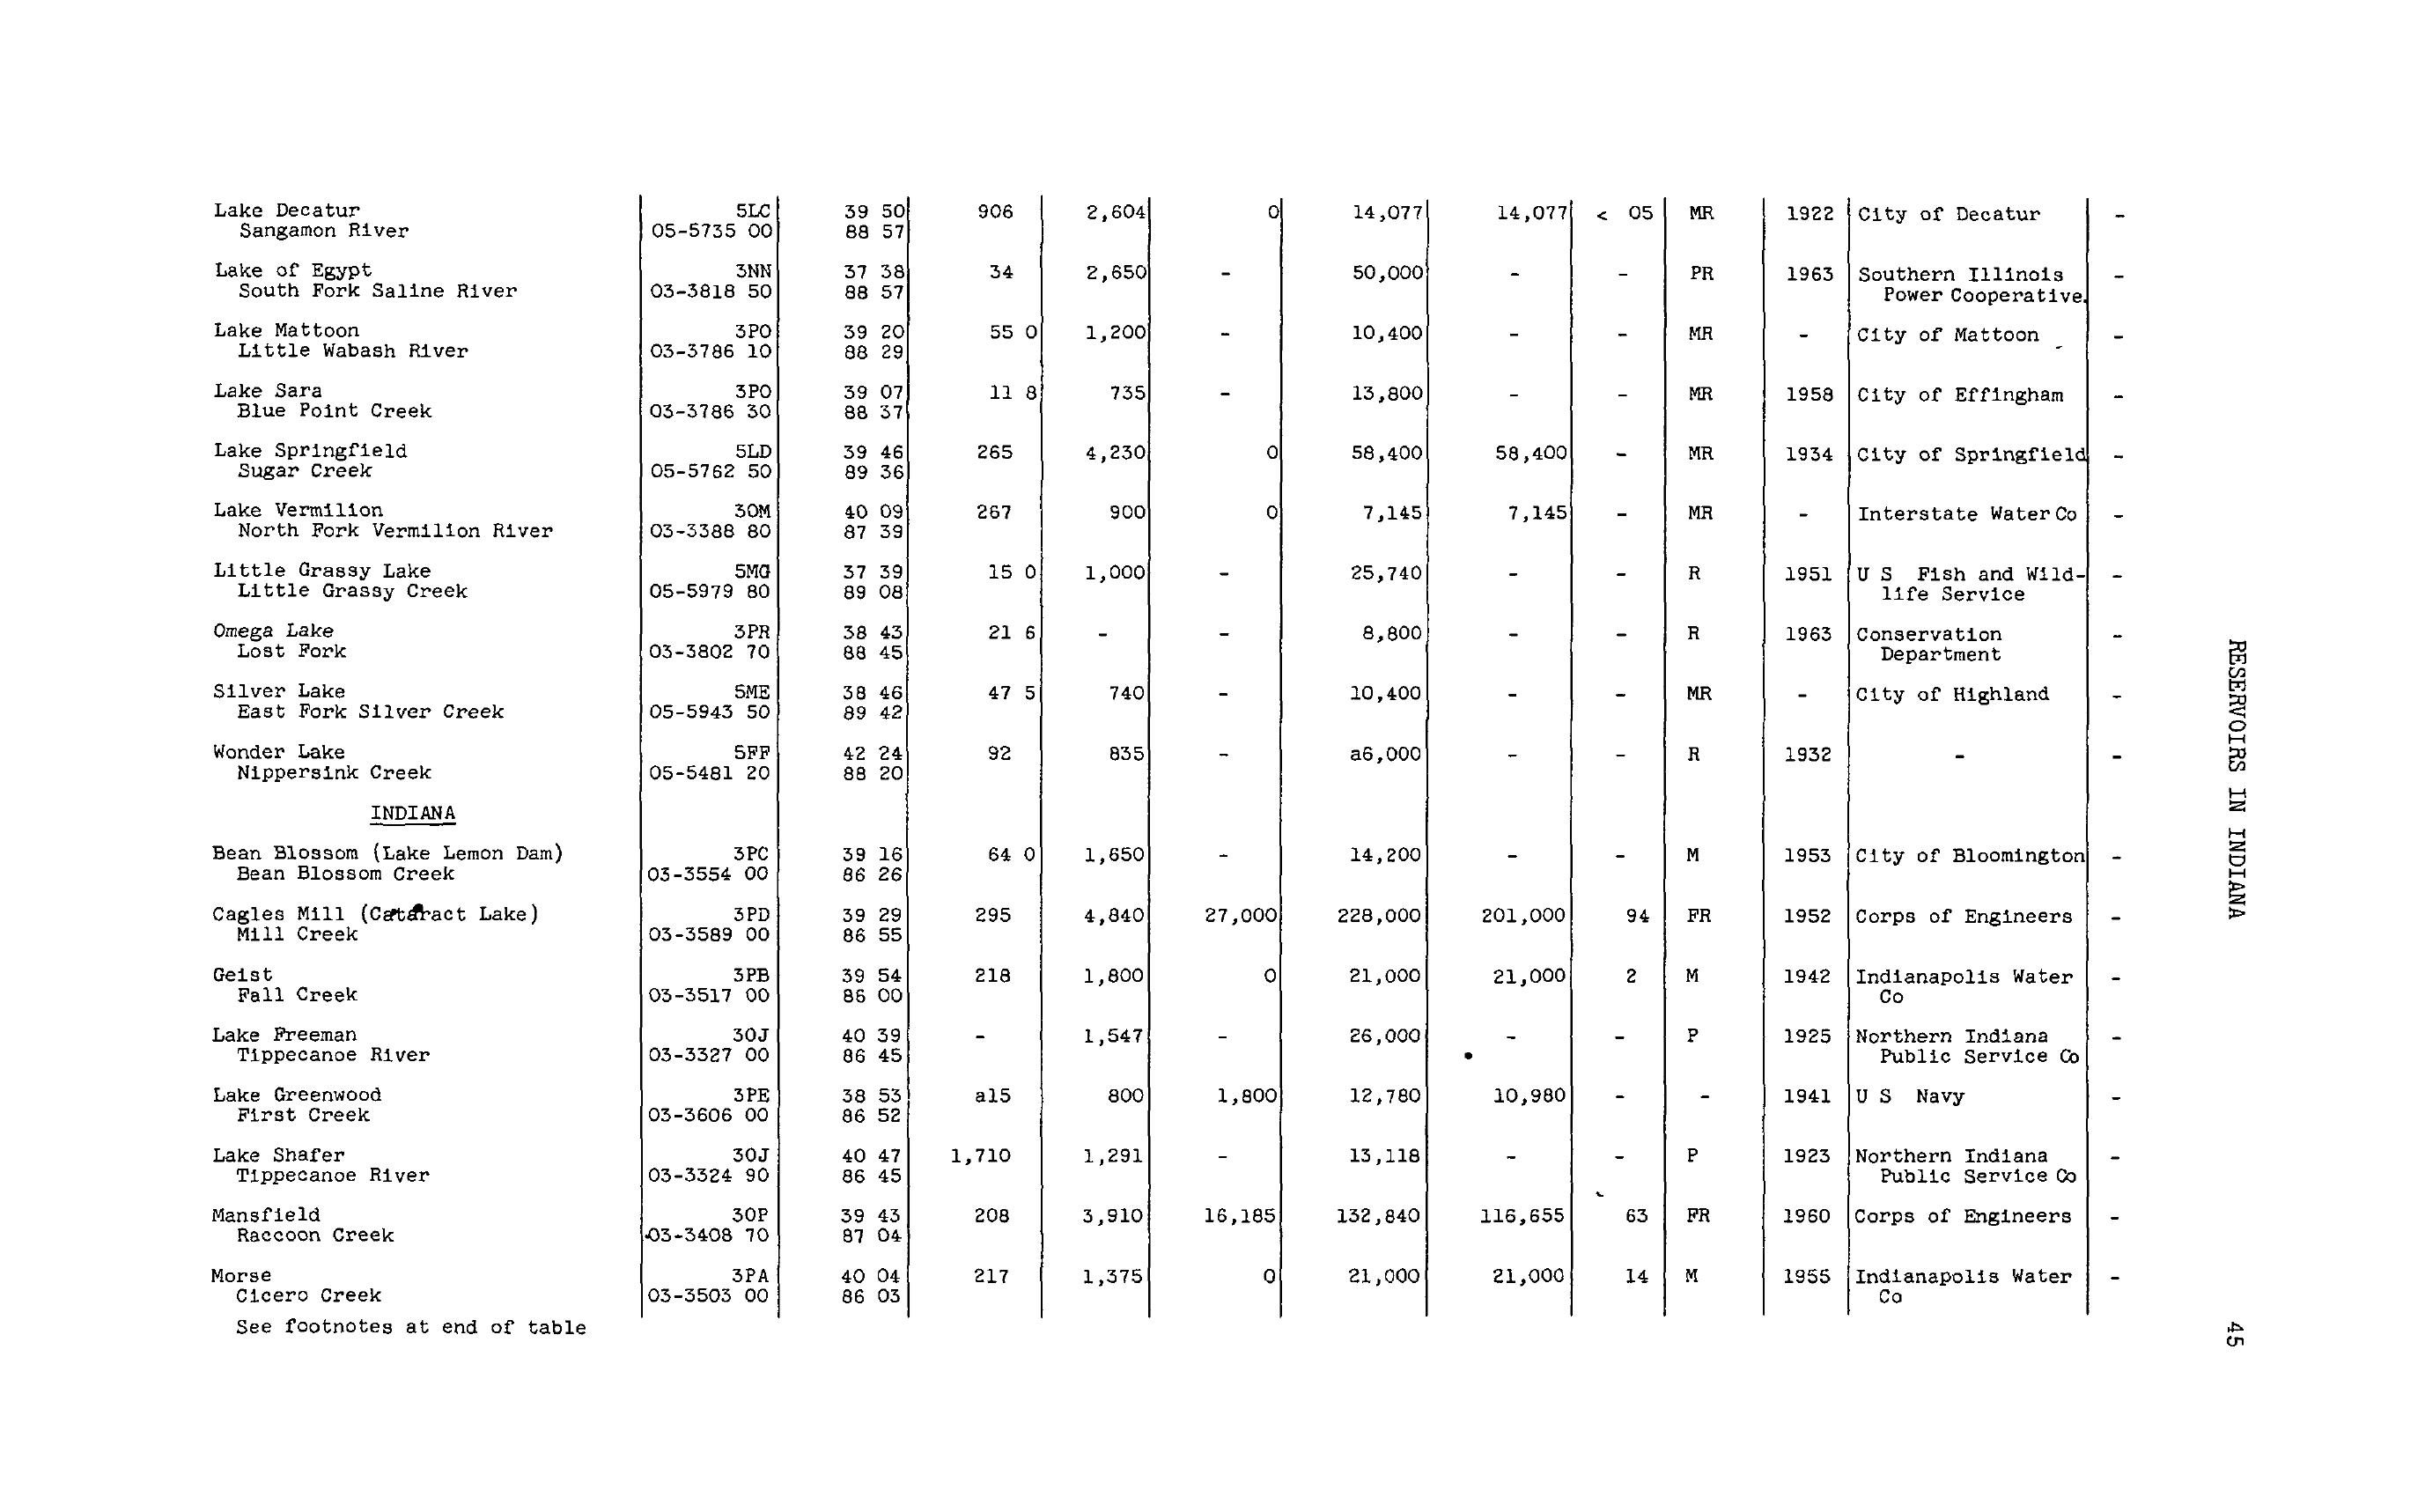 Lake Decatur 5LC 39 50 906 2,604 0 14,077 14,077 < 05 MR 1922 City of Decatur -
Sangamon River 05-5735 00 88 57
Lake of Egypt 3NN 37 38 34 2,650 - 50,000 - - PR 1963 Southern Illinois -
South Fork Saline River 03-3818 50 88 57 Power Cooperative.
Lake Mattoon 3PO 39 20 55 0 1,200 - 10,400 - - MR - City of Mattoon -
Little Wabash River 03-3786 10 88 29
Lake Sara 3PO 39 07 11 8 735 - 13,800 - - MR 1958 City of Effingham -
Blue Point Creek 03-3786 30 88 37
Lake Springfield 5LD 39 46 265 4,230 0 58,400 58,400 - MR 1934 City of Springfield -
Sugar Creek 05-5762 50 89 36
Lake Vermilion 3OM 40 09 267 900 0 7,145 7,145 - MR - Interstate Water Co -
North Fork Vermilion River 03-3388 80 87 39
Little Grassy Lake 5MG 37 39 15 0 1,000 - 25,740 - - R 1951 U S Fish and Wild- -
Little Grassy Creek 05-5979 80 89 08 life Service
Omega Lake 3PR 38 43 21 6 - - 8,800 - - R 1963 Conservation -
Lost Fork 03-3802 70 88 45 Department
Silver Lake 5ME 38 46 47 5 740 - 10,400 - - MR - City of Highland -
East Fork Silver Creek 05-5943 50 89 42
Wonder Lake 5FF 42 24 92 835 - a6,000 - - R 1932 - -
Nippersink Creek 05-5481 20 88 20
INDIANA
Bean Blossom (Lake Lemon Dam) 3PC 39 16 64 0 1,650 - 14,200 - - M 1953 City of Bloomington -
Bean Blossom Creek 03-3554 00 86 26
Cagles Mill (Cataract Lake) 3PD 39 29 295 4,840 27,000 228,000 201,000 94 FR 1952 Corps of Engineers -
Mill Creek 03-3589 00 86 55
Geist 3PB 39 54 218 1,800 0 21,000 21,000 2 M 1942 Indianapolis Water -
Fall Creek 03-3517 00 86 00 Co
Lake Freeman 3OJ 40 39 - 1,547 - 26,000 - - P 1925 Northern Indiana -
Tippecanoe River 03-3327 00 86 45 Public Service Co
Lake Greenwood 3PE 38 53 a15 800 1,800 12,780 10,980 - - 1941 U S Navy -
First Creek 03-3606 00 86 52
Lake Shafer 3OJ 40 47 1,710 1,291 - 13,118 - - P 1923 Northern Indiana -
Tippecanoe River 03-3324 90 86 45 Public Service Co
Mansfield 3OP 39 43 208 3,910 16,185 132,840 116,655 63 FR 1960 Corps of Engineers -
Raccoon Creek 03-3408 70 87 04
Morse 3PA 40 04 217 1,375 0 21,000 21,000 14 M 1955 Indianapolis Water -
Cicero Creek 03-3503 00 86 03 Co
See footnotes at end of table
RESERVOIRS IN INDIANA
45